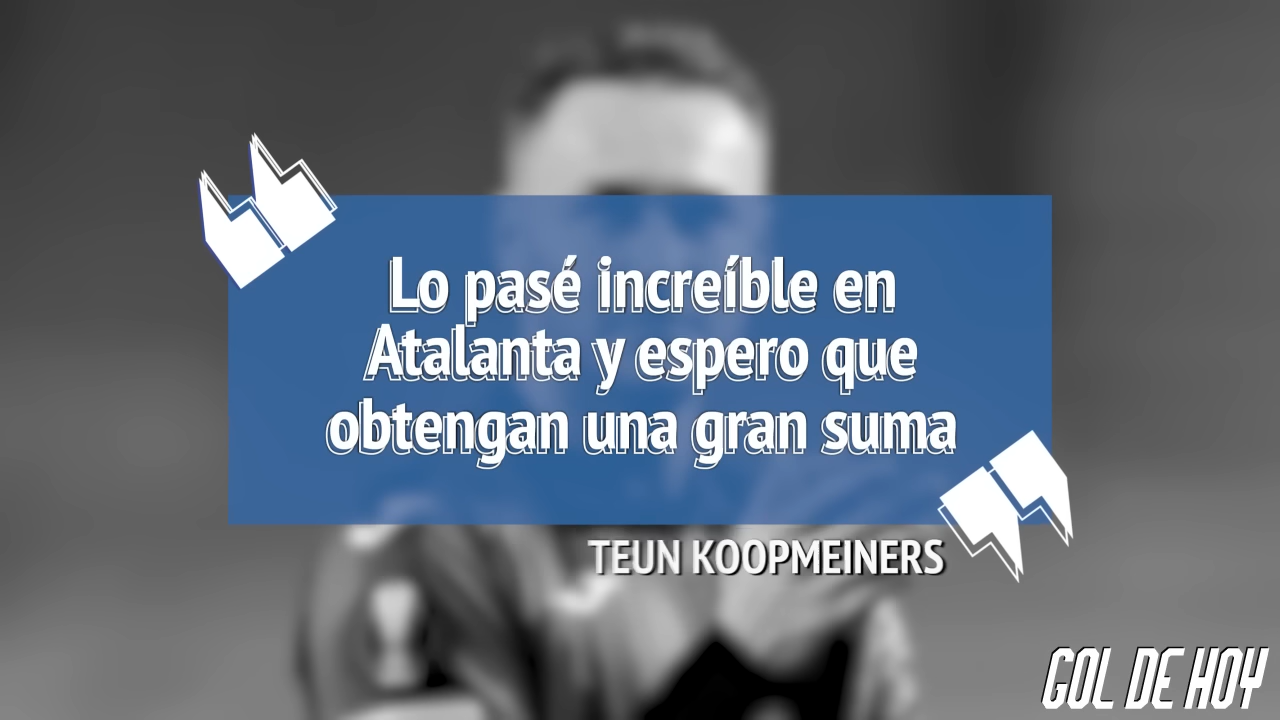 Lo pasé increíble en
Atalanta y espero que
obtengan una gran suma
TEUN KOOPMEINERS
GOL DE HOY